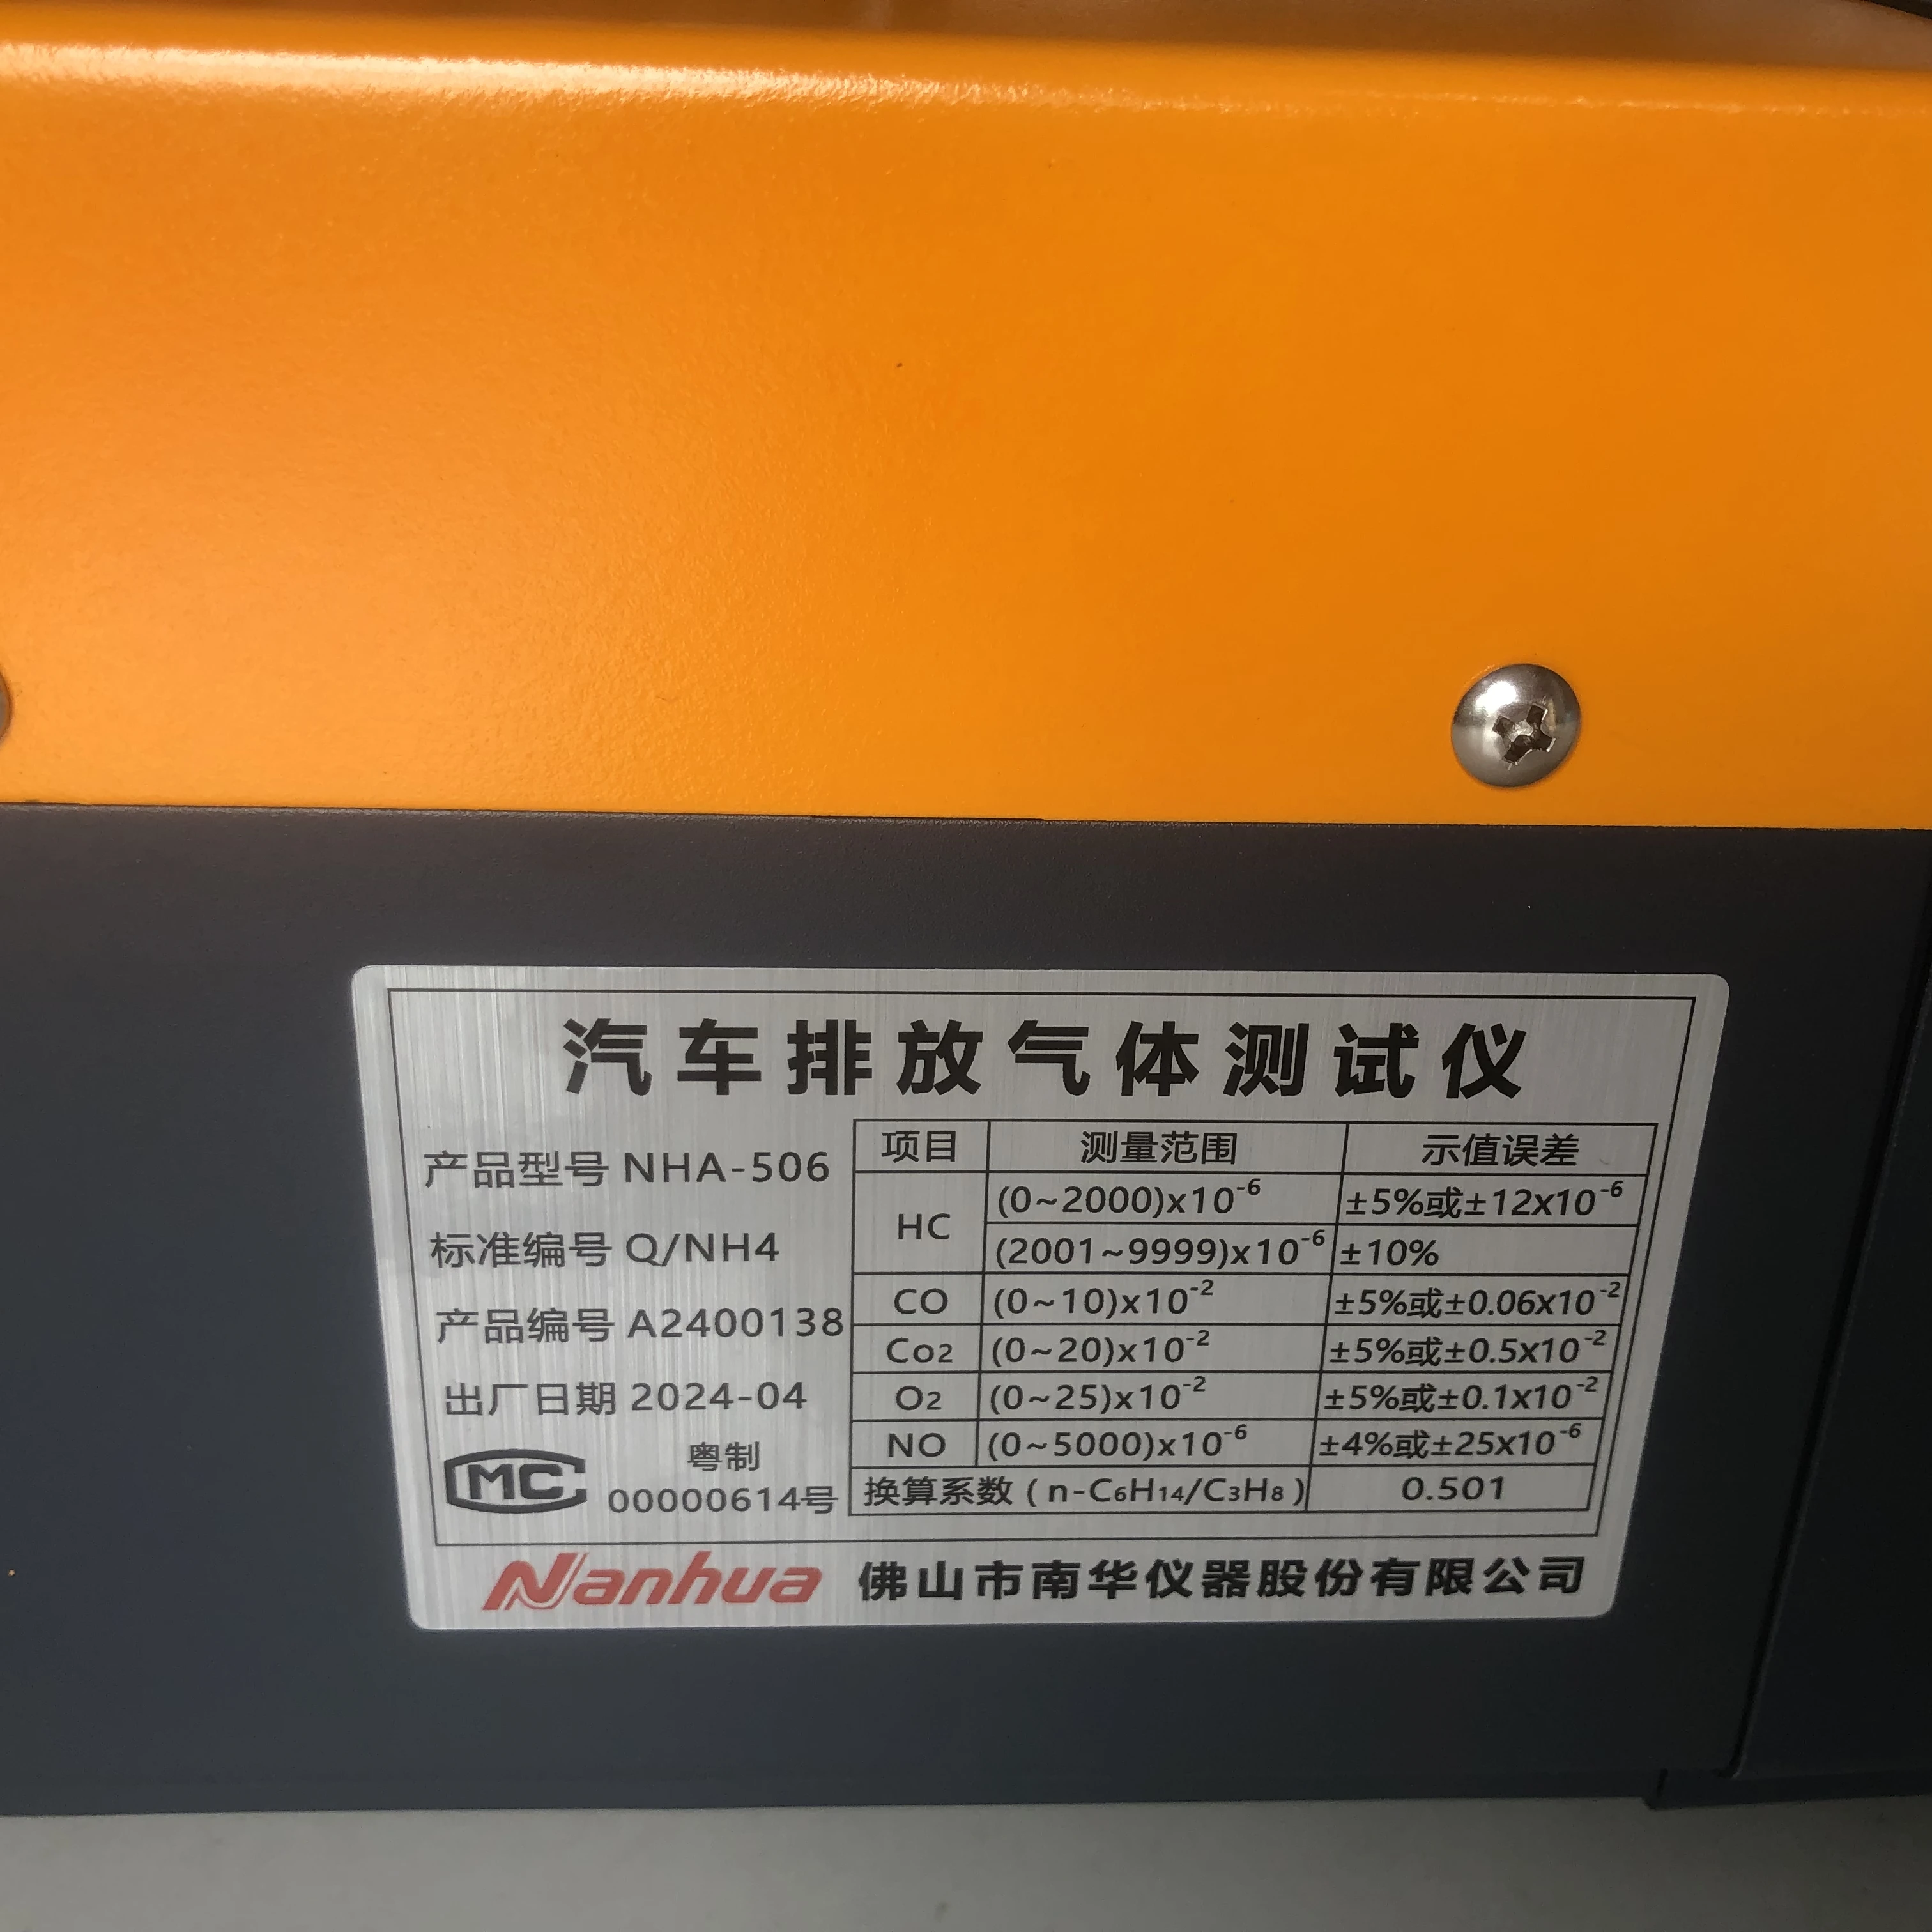 汽车排放气体测试仪
产品型号 NHA-506
标准编号 Q/NH4
产品编号 A2400138
出厂日期 2024-04
MC
粤制
00000614号
项目 测量范围 示值误差
HC (0~2000)x10⁻⁶ ±5%或±12x10⁻⁶
(2001~9999)x10⁻⁶ ±10%
CO (0~10)x10⁻² ±5%或±0.06x10⁻²
Co2 (0~20)x10⁻² ±5%或±0.5x10⁻²
O2 (0~25)x10⁻² ±5%或±0.1x10⁻²
NO (0~5000)x10⁻⁶ ±4%或±25x10⁻⁶
换算系数 (n-C₆H₁₄/C₃H₈) 0.501
Nanhua 佛山市南华仪器股份有限公司